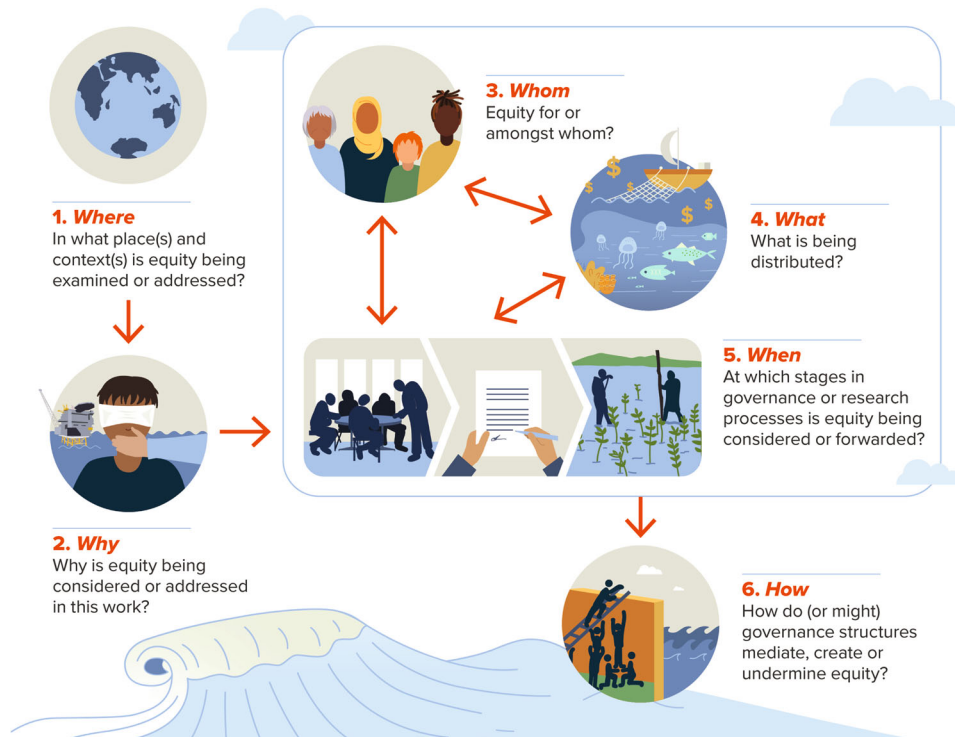 1. Where
In what place(s) and
context(s) is equity being
examined or addressed?
2. Why
Why is equity being
considered or addressed
in this work?
3. Whom
Equity for or
amongst whom?
4. What
What is being
distributed?
5. When
At which stages in
governance or research
processes is equity being
considered or forwarded?
6. How
How do (or might)
governance structures
mediate, create or
undermine equity?
$
$
$
$